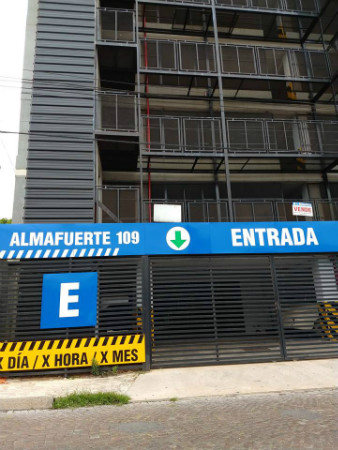 VENDE
ALMAFUERTE 109
ENTRADA
E
X DÍA / X HORA / X MES